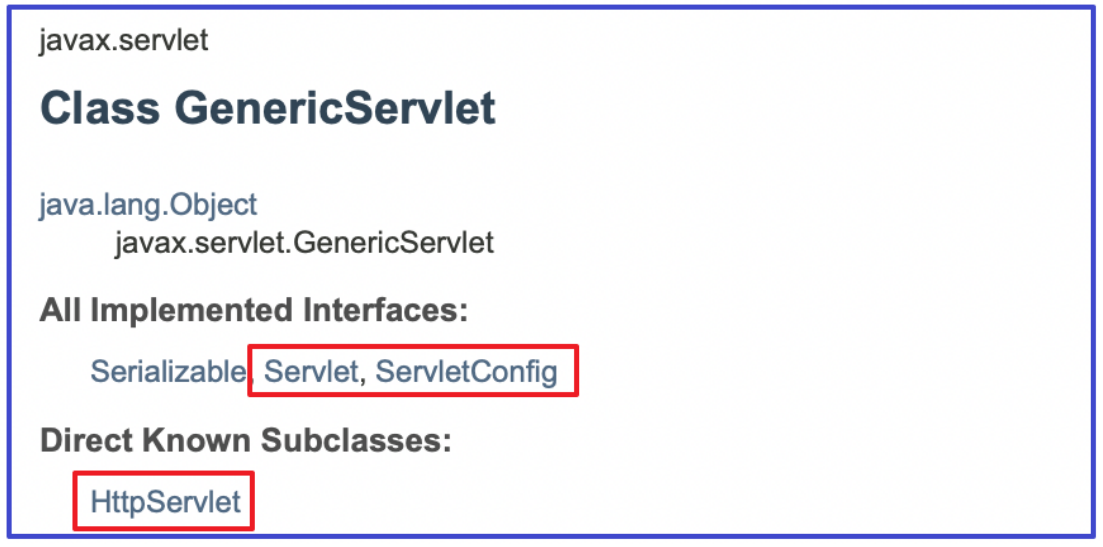 javax.servlet
Class GenericServlet
java.lang.Object
javax.servlet.GenericServlet
All Implemented Interfaces:
Serializable, Servlet, ServletConfig
Direct Known Subclasses:
HttpServlet